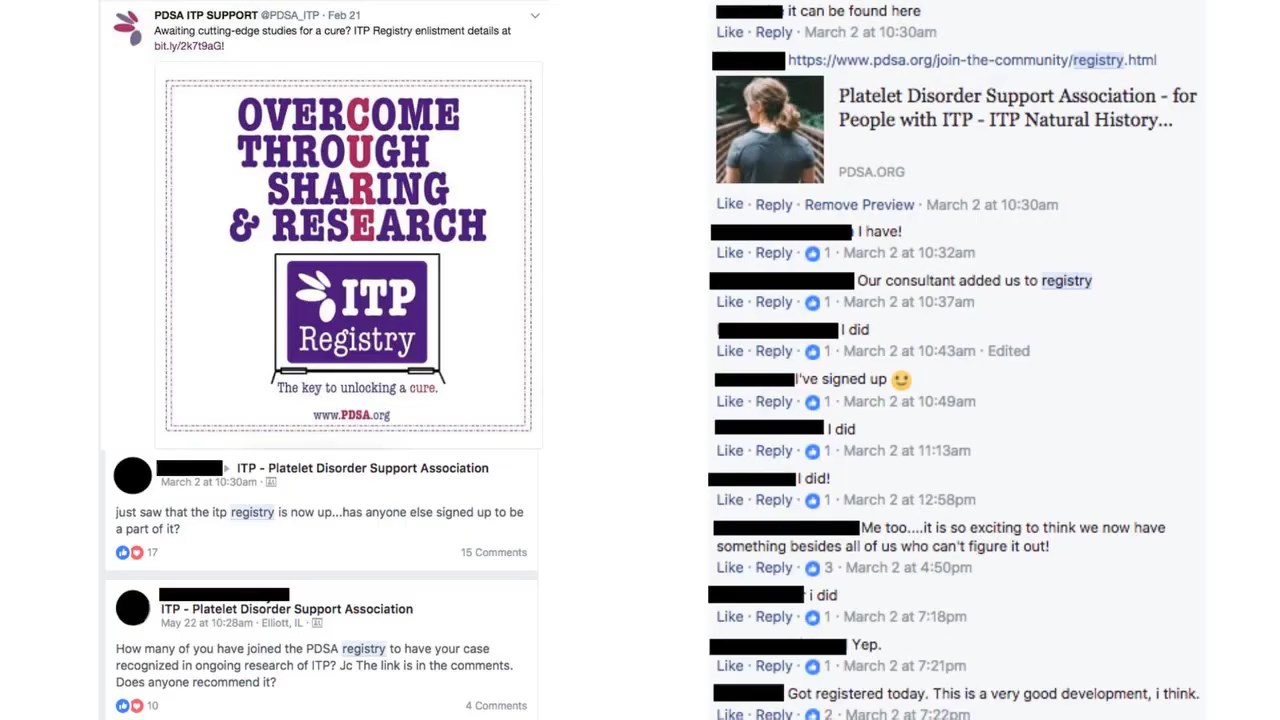 PDSA ITP SUPPORT @PDSA_ITP · Feb 21
Awaiting cutting-edge studies for a cure? ITP Registry enlistment details at
bit.ly/2k7t9aG!
OVERCOME
THROUGH
SHARING
& RESEARCH
ITP
Registry
The key to unlocking a cure.
www.PDSA.org
ITP - Platelet Disorder Support Association
March 2 at 10:30am ·
just saw that the itp registry is now up...has anyone else signed up to be
a part of it?
17
15 Comments
ITP - Platelet Disorder Support Association
May 22 at 10:28am · Elliott, IL ·
How many of you have joined the PDSA registry to have your case
recognized in ongoing research of ITP? Jc The link is in the comments.
Does anyone recommend it?
10
4 Comments
it can be found here
Like · Reply · March 2 at 10:30am
https://www.pdsa.org/join-the-community/registry.html
Platelet Disorder Support Association - for
People with ITP - ITP Natural History...
PDSA.ORG
Like · Reply · Remove Preview · March 2 at 10:30am
I have!
Like · Reply · 1 · March 2 at 10:32am
Our consultant added us to registry
Like · Reply · 1 · March 2 at 10:37am
I did
Like · Reply · 1 · March 2 at 10:43am · Edited
I've signed up 🙂
Like · Reply · 1 · March 2 at 10:49am
I did
Like · Reply · 1 · March 2 at 11:13am
I did!
Like · Reply · 1 · March 2 at 12:58pm
Me too....it is so exciting to think we now have
something besides all of us who can't figure it out!
Like · Reply · 3 · March 2 at 4:50pm
i did
Like · Reply · 1 · March 2 at 7:18pm
Yep.
Like · Reply · 1 · March 2 at 7:21pm
Got registered today. This is a very good development, i think.
Like · Reply · 2 · March 2 at 7:22pm